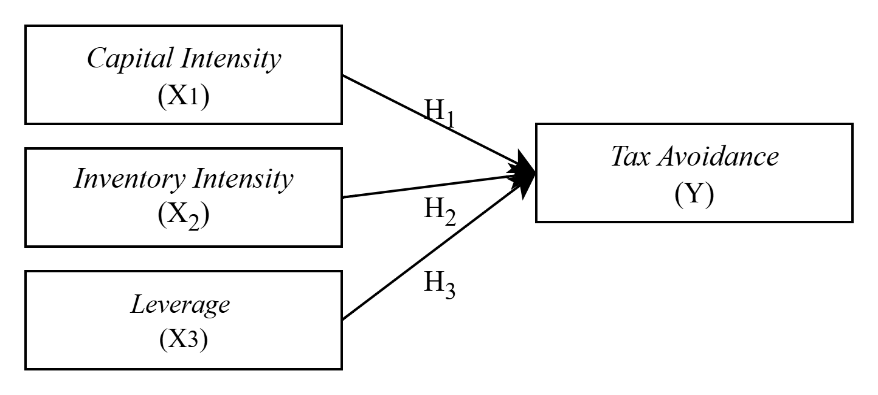 Capital Intensity
(X1)
H₁
Tax Avoidance
(Y)
Inventory Intensity
(X₂)
H₂
H₃
Leverage
(X3)